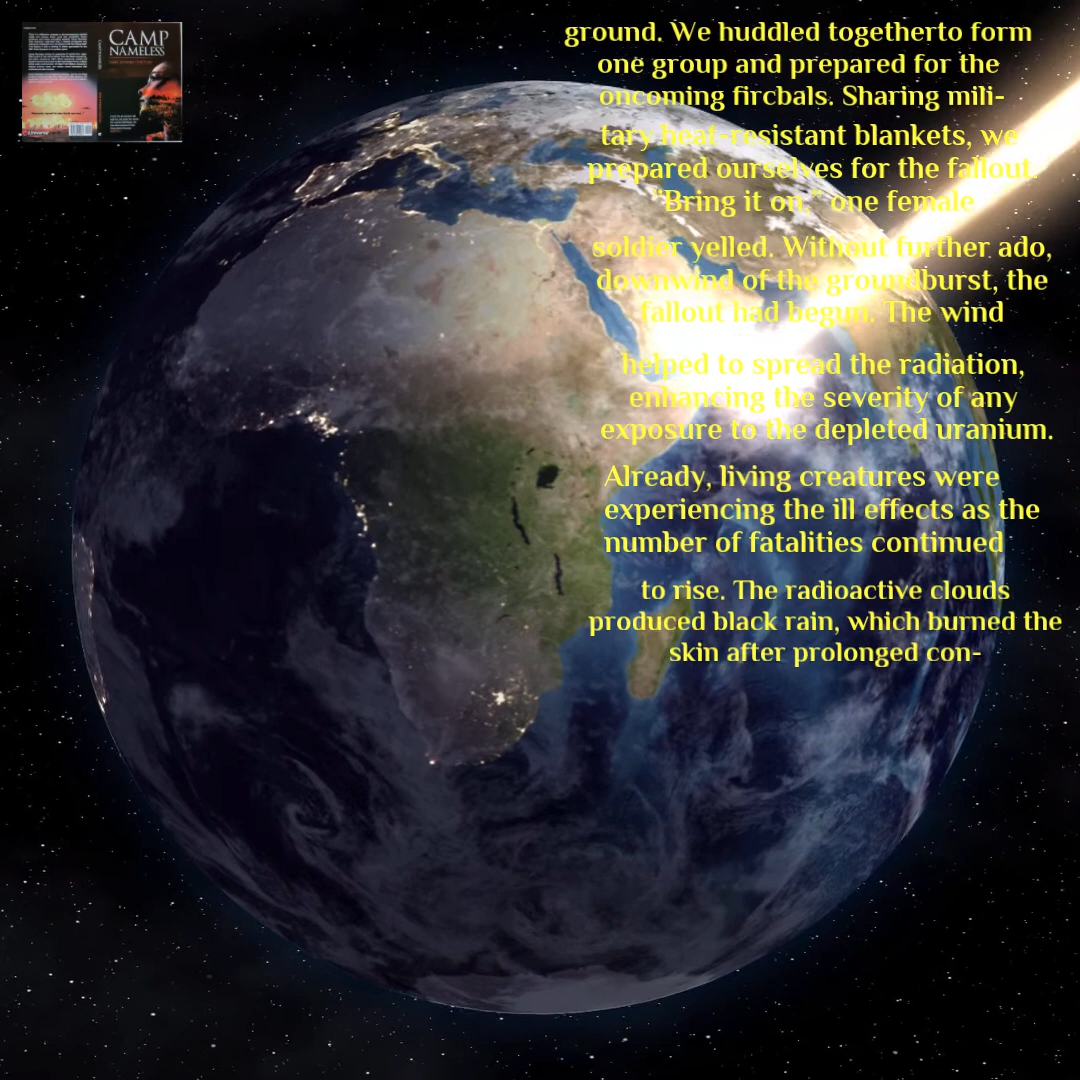 CAMP
NAMELESS
ground. We huddled togetherto form
one group and prepared for the
oncoming fircbals. Sharing mili-
tary heat-resistant blankets, we
prepared ourselves for the fallout.
"Bring it on," one female
soldier yelled. Without further ado,
downwind of the groundburst, the
fallout had begun. The wind
helped to spread the radiation,
enhancing the severity of any
exposure to the depleted uranium.
Already, living creatures were
experiencing the ill effects as the
number of fatalities continued
to rise. The radioactive clouds
produced black rain, which burned the
skin after prolonged con-